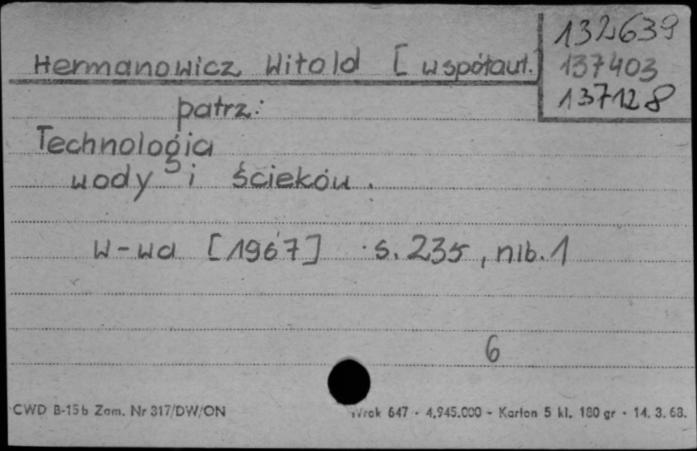 132639
Hermanowicz Witold [współaut.]
137403
137128
patrz:
Technologia
wody i ścieków.
W-wa [1967] s. 235, nlb. 1
6
CWD B-15b Zam. Nr 317/DW/ON
647 - 4.945.000 - Karton 5 kl. 180 gr - 14. 3. 68.